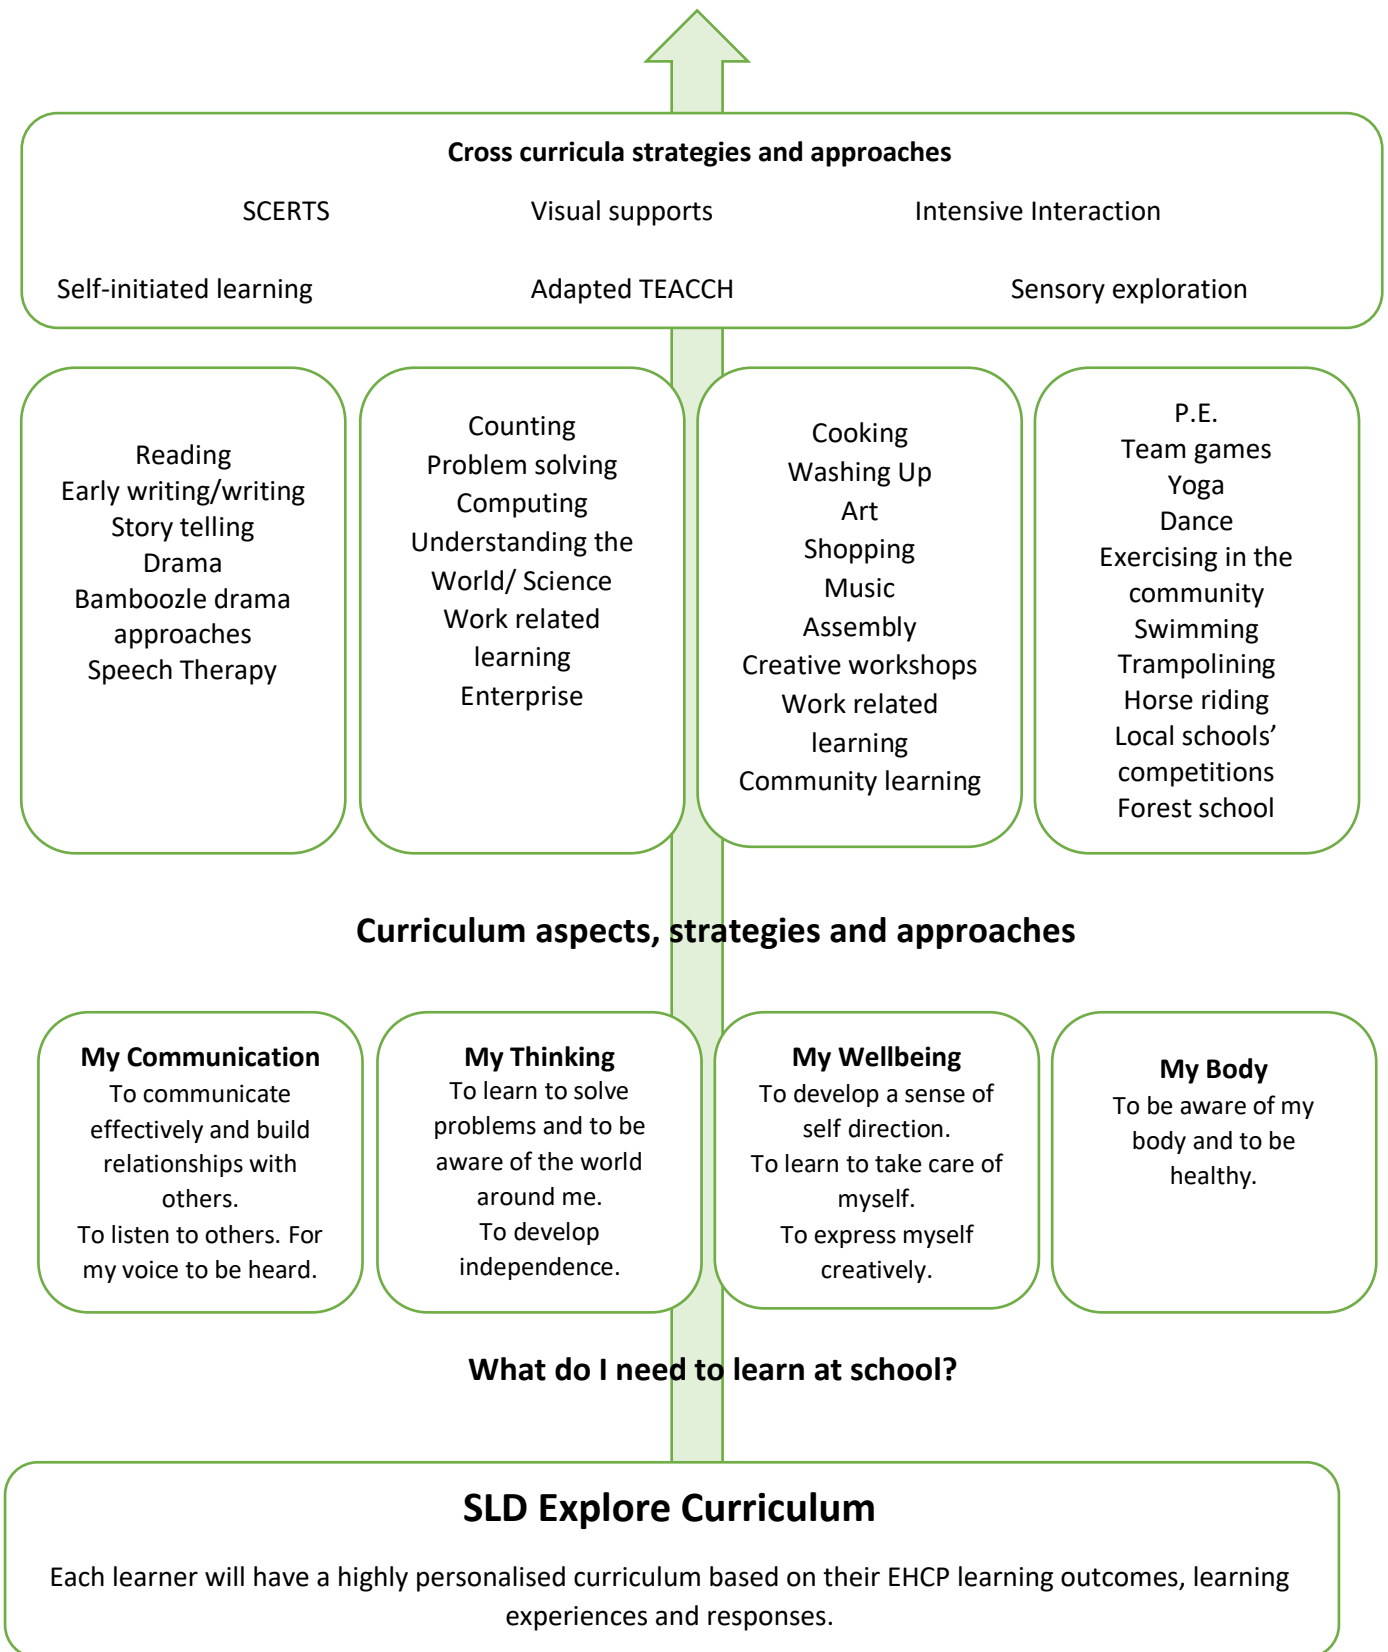 Cross curricula strategies and approaches
SCERTS Visual supports Intensive Interaction
Self-initiated learning Adapted TEACCH Sensory exploration
Reading
Early writing/writing
Story telling
Drama
Bamboozle drama
approaches
Speech Therapy
Counting
Problem solving
Computing
Understanding the
World/ Science
Work related
learning
Enterprise
Cooking
Washing Up
Art
Shopping
Music
Assembly
Creative workshops
Work related
learning
Community learning
P.E.
Team games
Yoga
Dance
Exercising in the
community
Swimming
Trampolining
Horse riding
Local schools’
competitions
Forest school
Curriculum aspects, strategies and approaches
My Communication
To communicate
effectively and build
relationships with
others.
To listen to others. For
my voice to be heard.
My Thinking
To learn to solve
problems and to be
aware of the world
around me.
To develop
independence.
My Wellbeing
To develop a sense of
self direction.
To learn to take care of
myself.
To express myself
creatively.
My Body
To be aware of my
body and to be
healthy.
What do I need to learn at school?
SLD Explore Curriculum
Each learner will have a highly personalised curriculum based on their EHCP learning outcomes, learning
experiences and responses.